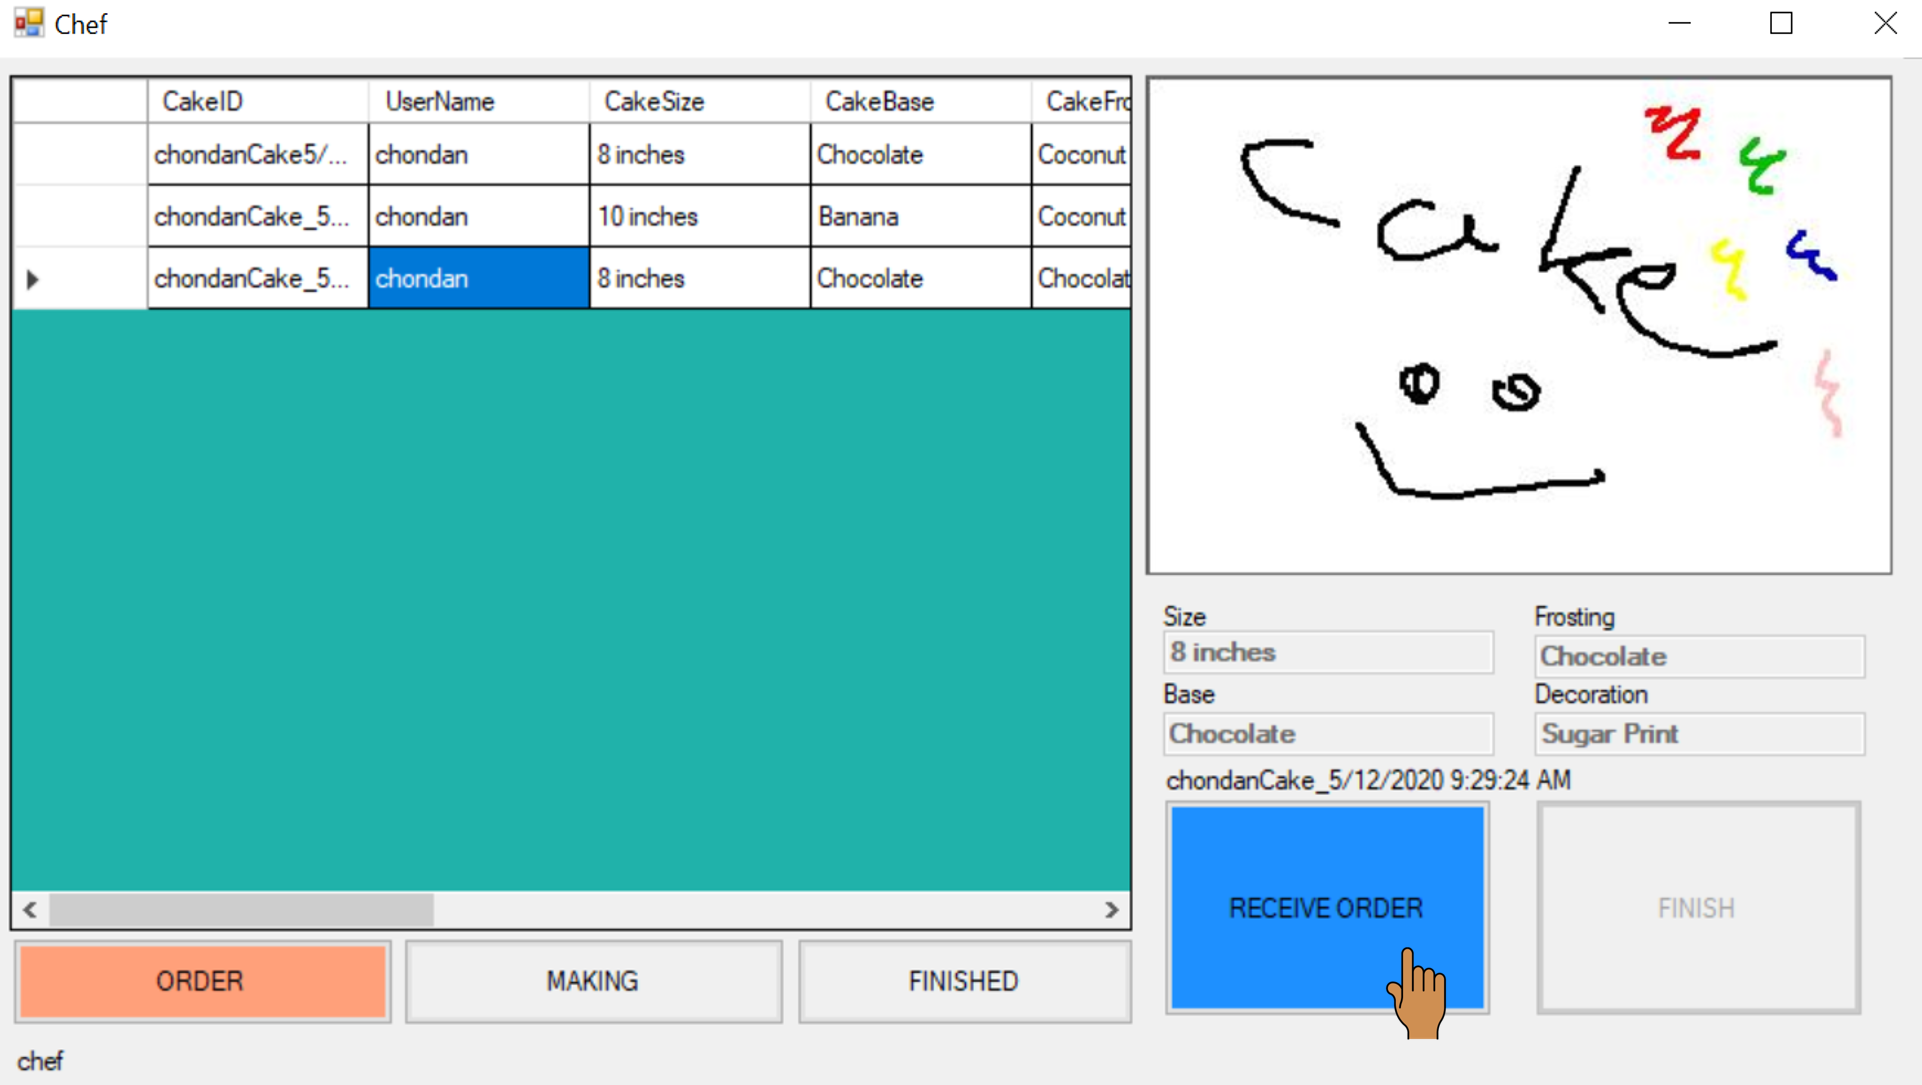 Chef
CakeID UserName CakeSize CakeBase CakeFro
chondanCake5/... chondan 8 inches Chocolate Coconut
chondanCake_5... chondan 10 inches Banana Coconut
chondanCake_5... chondan 8 inches Chocolate Chocolat
Cake
Size Frosting
8 inches Chocolate
Base Decoration
Chocolate Sugar Print
chondanCake_5/12/2020 9:29:24 AM
RECEIVE ORDER FINISH
ORDER MAKING FINISHED
chef